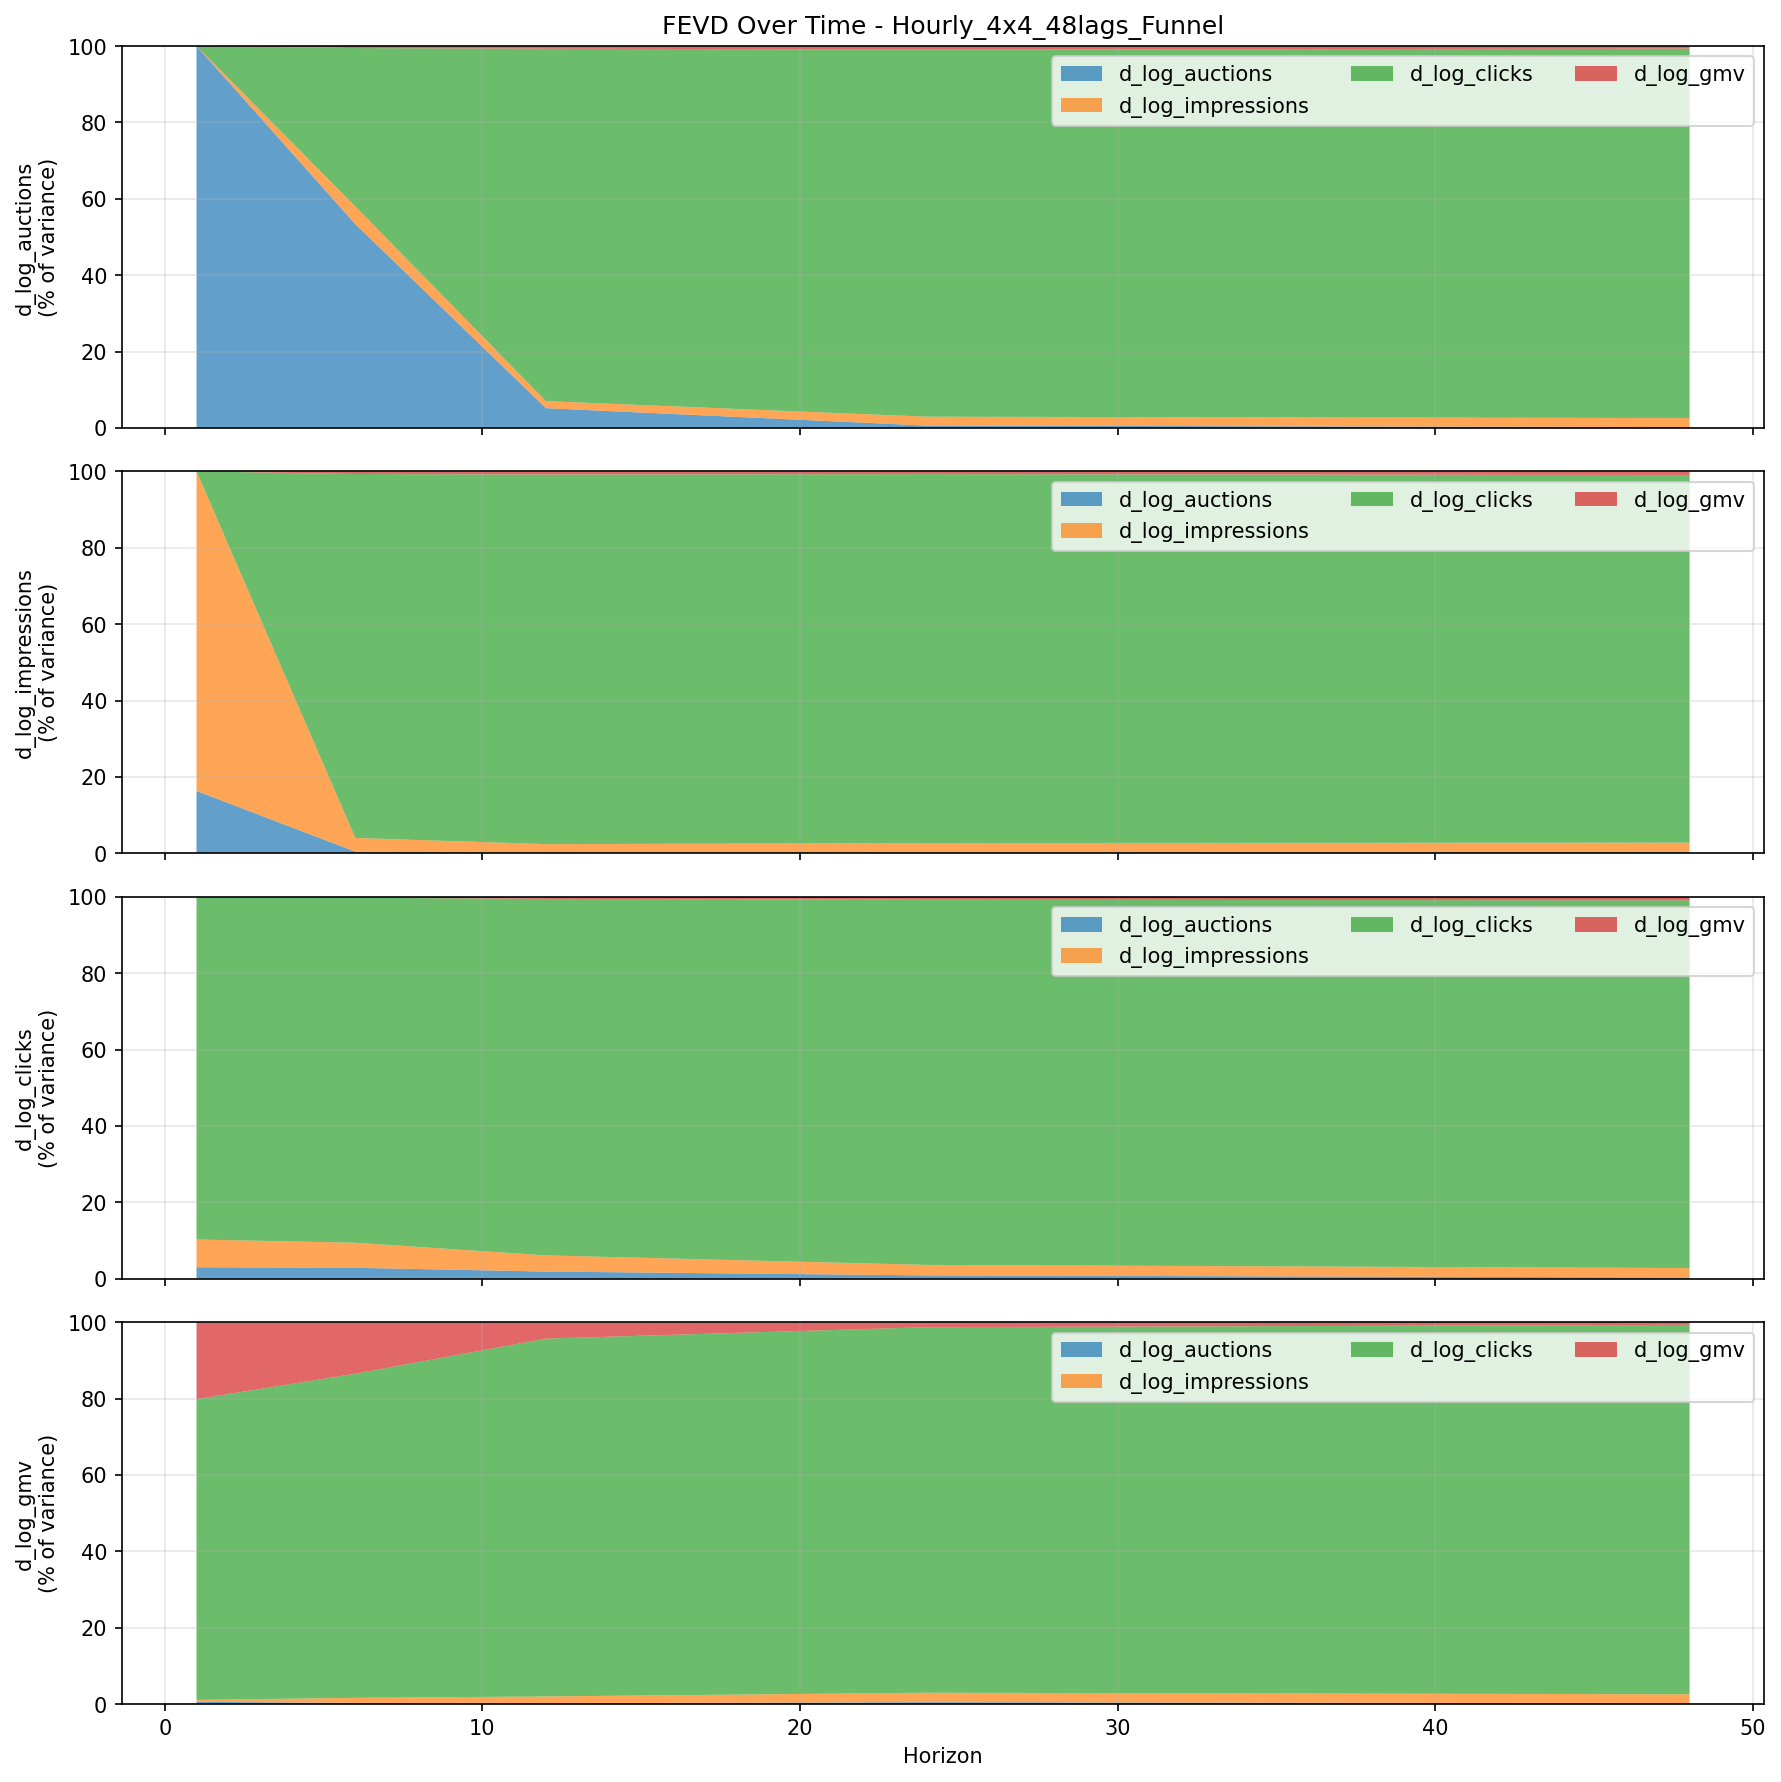 FEVD Over Time - Hourly_4x4_48lags_Funnel
d_log_auctions
(% of variance)
100
80
60
40
20
0
d_log_auctions d_log_clicks d_log_gmv
d_log_impressions
d_log_impressions
(% of variance)
100
80
60
40
20
0
d_log_auctions d_log_clicks d_log_gmv
d_log_impressions
d_log_clicks
(% of variance)
100
80
60
40
20
0
d_log_auctions d_log_clicks d_log_gmv
d_log_impressions
d_log_gmv
(% of variance)
100
80
60
40
20
0
d_log_auctions d_log_clicks d_log_gmv
d_log_impressions
0 10 20 30 40 50
Horizon